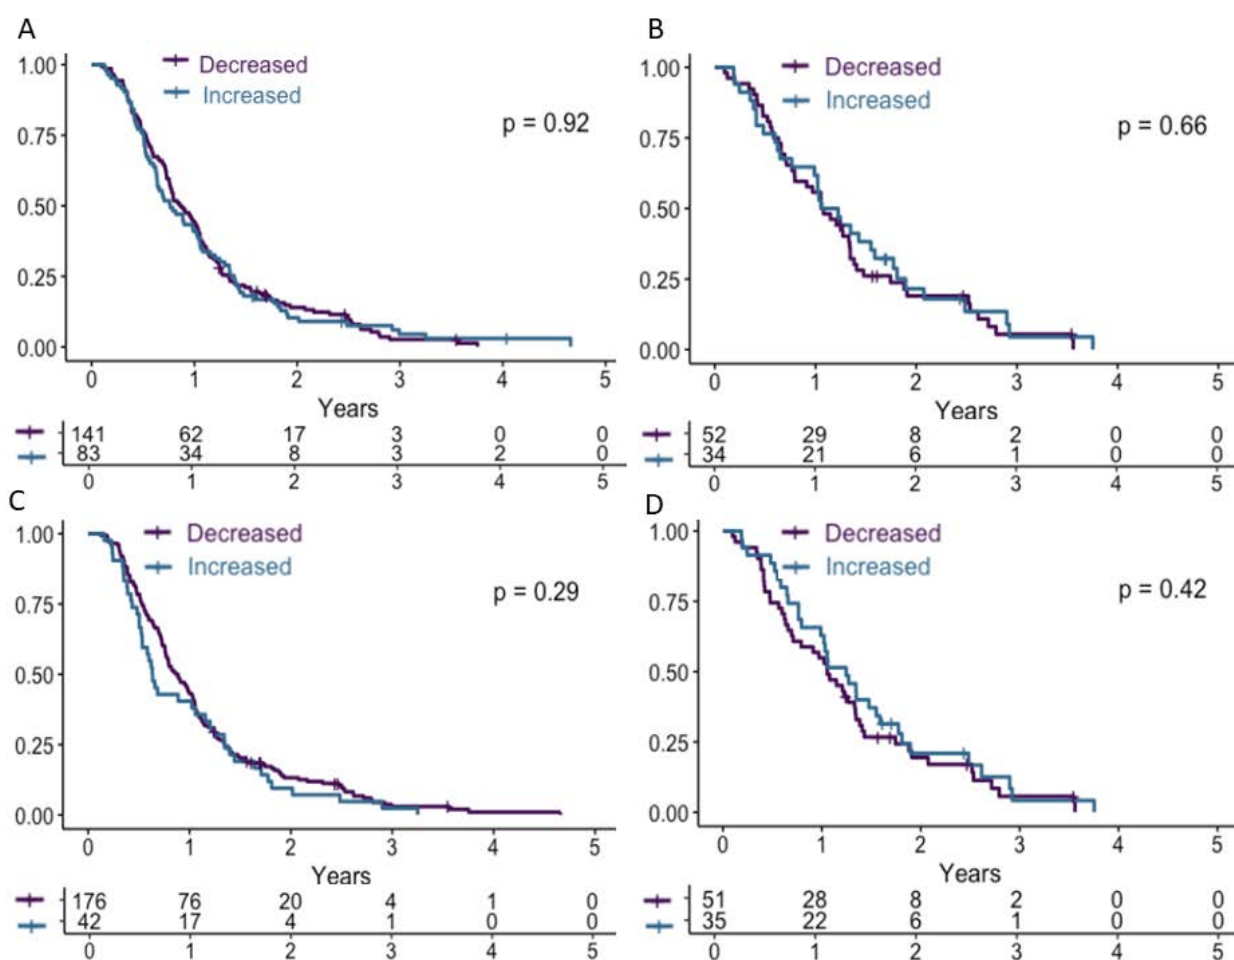 A
Decreased
Increased
p = 0.92
1.00
0.75
0.50
0.25
0.00
0 1 2 3 4 5
Years
141 62 17 3 0 0
83 34 8 3 2 0
0 1 2 3 4 5
B
Decreased
Increased
p = 0.66
1.00
0.75
0.50
0.25
0.00
0 1 2 3 4 5
Years
52 29 8 2 0 0
34 21 6 1 0 0
0 1 2 3 4 5
C
Decreased
Increased
p = 0.29
1.00
0.75
0.50
0.25
0.00
0 1 2 3 4 5
Years
176 76 20 4 1 0
42 17 4 1 0 0
0 1 2 3 4 5
D
Decreased
Increased
p = 0.42
1.00
0.75
0.50
0.25
0.00
0 1 2 3 4 5
Years
51 28 8 2 0 0
35 22 6 1 0 0
0 1 2 3 4 5